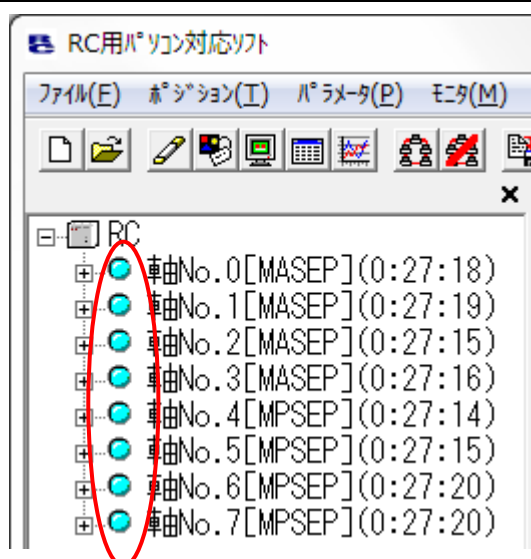 RC用ﾊﾟｿｺﾝ対応ｿﾌﾄ
ﾌｧｲﾙ(F) ﾎﾟｼﾞｼｮﾝ(T) ﾊﾟﾗﾒｰﾀ(P) ﾓﾆﾀ(M)
RC
軸No.0[MASEP](0:27:18)
軸No.1[MASEP](0:27:19)
軸No.2[MASEP](0:27:15)
軸No.3[MASEP](0:27:16)
軸No.4[MPSEP](0:27:14)
軸No.5[MPSEP](0:27:15)
軸No.6[MPSEP](0:27:20)
軸No.7[MPSEP](0:27:20)